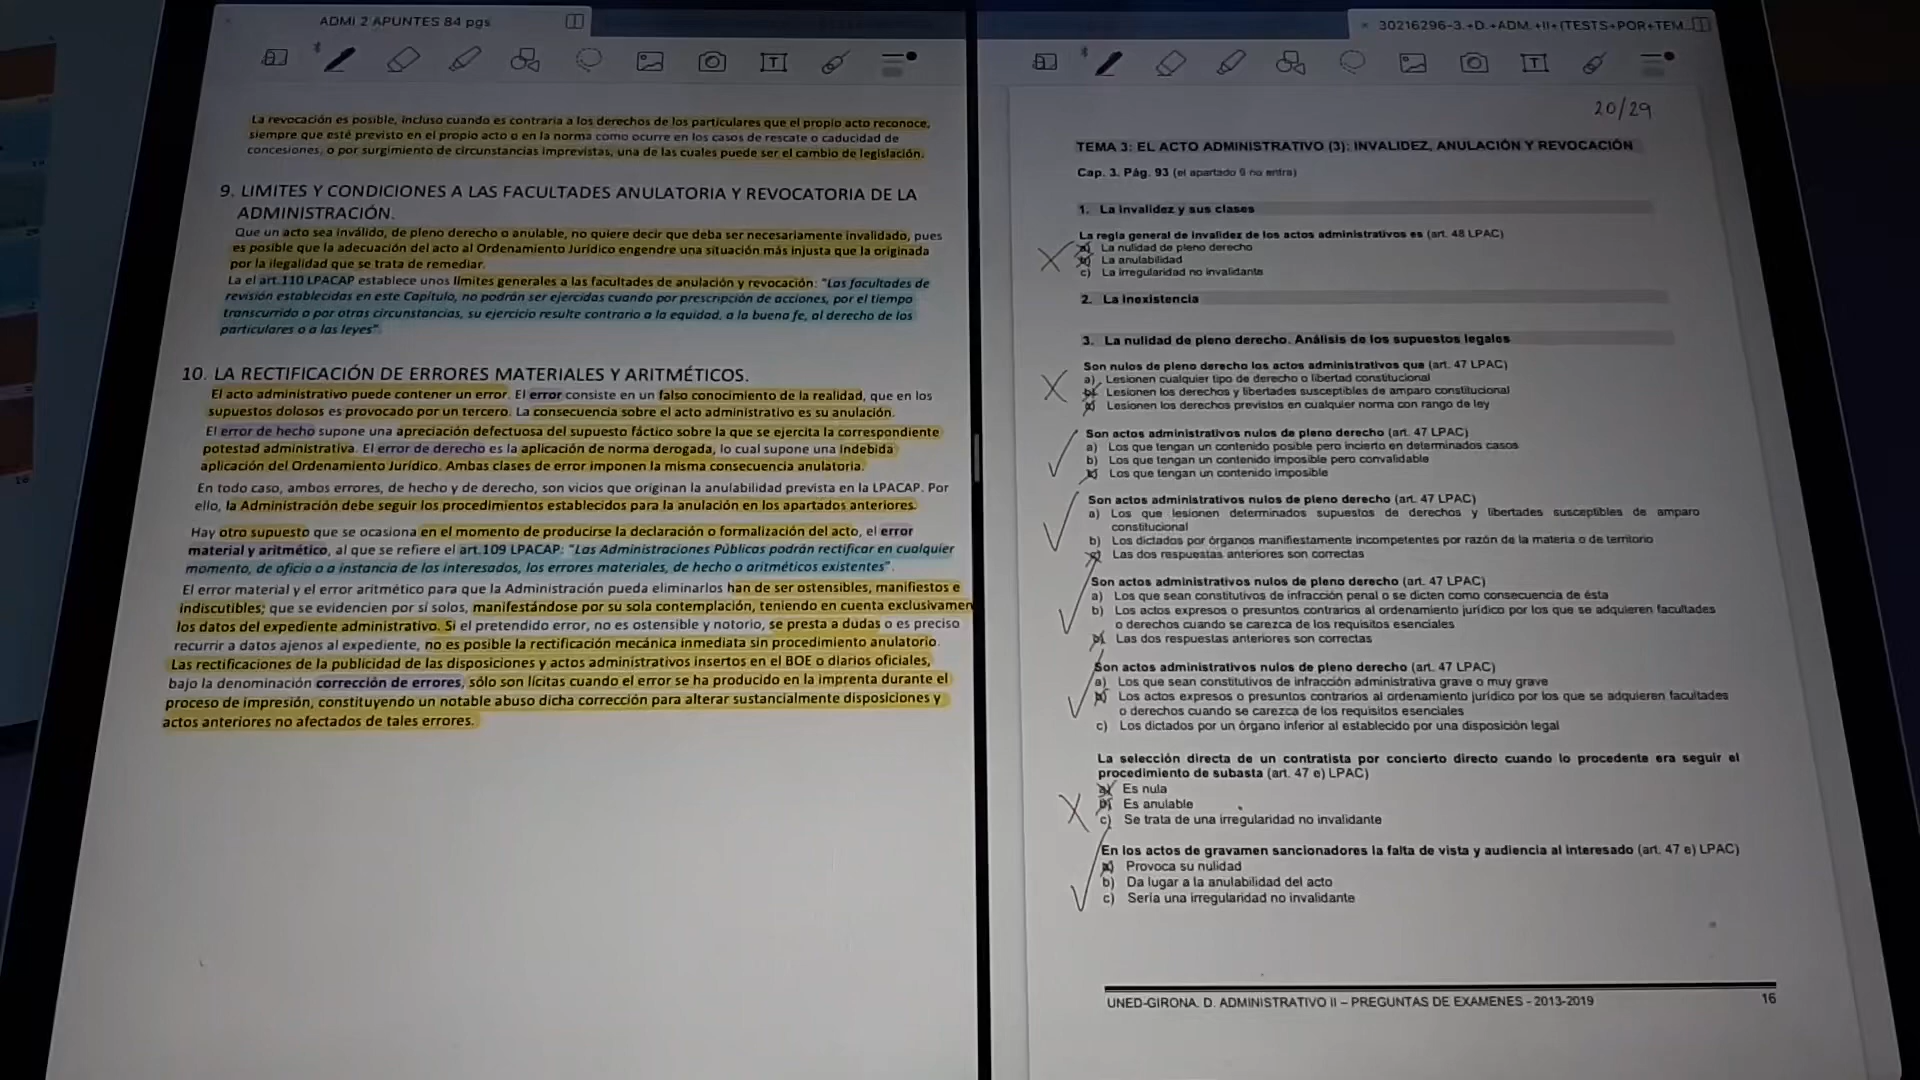 ADMI 2 APUNTES 84 pgs
La revocación es posible, incluso cuando es contraria a los derechos de los particulares que el propio acto reconoce,
siempre que esté previsto en el propio acto o en la norma como ocurre en los casos de rescate o caducidad de
concesiones, o por surgimiento de circunstancias imprevistas, una de las cuales puede ser el cambio de legislación.
9. LIMITES Y CONDICIONES A LAS FACULTADES ANULATORIA Y REVOCATORIA DE LA
ADMINISTRACIÓN.
Que un acto sea inválido, de pleno derecho o anulable, no quiere decir que deba ser necesariamente invalidado, pues
es posible que la adecuación del acto al Ordenamiento Jurídico engendre una situación más injusta que la originada
por la ilegalidad que se trata de remediar.
La el art.110 LPACAP establece unos límites generales a las facultades de anulación y revocación: "Las facultades de
revisión establecidas en este Capítulo, no podrán ser ejercidas cuando por prescripción de acciones, por el tiempo
transcurrido o por otras circunstancias, su ejercicio resulte contrario a la equidad, a la buena fe, al derecho de los
particulares o a las leyes"
10. LA RECTIFICACIÓN DE ERRORES MATERIALES Y ARITMÉTICOS.
El acto administrativo puede contener un error. El error consiste en un falso conocimiento de la realidad, que en los
supuestos dolosos es provocado por un tercero. La consecuencia sobre el acto administrativo es su anulación.
El error de hecho supone una apreciación defectuosa del supuesto fáctico sobre la que se ejercita la correspondiente
potestad administrativa. El error de derecho es la aplicación de norma derogada, lo cual supone una indebida
aplicación del Ordenamiento Jurídico. Ambas clases de error imponen la misma consecuencia anulatoria.
En todo caso, ambos errores, de hecho y de derecho, son vicios que originan la anulabilidad prevista en la LPACAP. Por
ello, la Administración debe seguir los procedimientos establecidos para la anulación en los apartados anteriores.
Hay otro supuesto que se ocasiona en el momento de producirse la declaración o formalización del acto, el error
material y aritmético, al que se refiere el art.109 LPACAP: "Las Administraciones Públicas podrán rectificar en cualquier
momento, de oficio o a instancia de los interesados, los errores materiales, de hecho o aritméticos existentes".
El error material y el error aritmético para que la Administración pueda eliminarlos han de ser ostensibles, manifiestos e
indiscutibles; que se evidencien por sí solos, manifestándose por su sola contemplación, teniendo en cuenta exclusivamen
los datos del expediente administrativo. Si el pretendido error, no es ostensible y notorio, se presta a dudas o es preciso
recurrir a datos ajenos al expediente, no es posible la rectificación mecánica inmediata sin procedimiento anulatorio.
Las rectificaciones de la publicidad de las disposiciones y actos administrativos insertos en el BOE o diarios oficiales,
bajo la denominación corrección de errores, sólo son lícitas cuando el error se ha producido en la imprenta durante el
proceso de impresión, constituyendo un notable abuso dicha corrección para alterar sustancialmente disposiciones y
actos anteriores no afectados de tales errores.
30216296-3.+D.+ADM.+II+(TESTS+POR+TEM...
20/29
TEMA 3: EL ACTO ADMINISTRATIVO (3): INVALIDEZ, ANULACIÓN Y REVOCACIÓN
Cap. 3. Pág. 93 (el apartado 9 no entra)
1. La invalidez y sus clases
La regla general de invalidez de los actos administrativos es (art. 48 LPAC)
a) La nulidad de pleno derecho
b) La anulabilidad
c) La irregularidad no invalidante
2. La inexistencia
3. La nulidad de pleno derecho. Análisis de los supuestos legales
Son nulos de pleno derecho los actos administrativos que (art. 47 LPAC)
a) Lesionen cualquier tipo de derecho o libertad constitucional
b) Lesionen los derechos y libertades susceptibles de amparo constitucional
c) Lesionen los derechos previstos en cualquier norma con rango de ley
Son actos administrativos nulos de pleno derecho (art. 47 LPAC)
a) Los que tengan un contenido posible pero incierto en determinados casos
b) Los que tengan un contenido imposible pero convalidable
c) Los que tengan un contenido imposible
Son actos administrativos nulos de pleno derecho (art. 47 LPAC)
a) Los que lesionen determinados supuestos de derechos y libertades susceptibles de amparo
constitucional
b) Los dictados por órganos manifiestamente incompetentes por razón de la materia o de territorio
c) Las dos respuestas anteriores son correctas
Son actos administrativos nulos de pleno derecho (art. 47 LPAC)
a) Los que sean constitutivos de infracción penal o se dicten como consecuencia de ésta
b) Los actos expresos o presuntos contrarios al ordenamiento jurídico por los que se adquieren facultades
o derechos cuando se carezca de los requisitos esenciales
c) Las dos respuestas anteriores son correctas
Son actos administrativos nulos de pleno derecho (art. 47 LPAC)
a) Los que sean constitutivos de infracción administrativa grave o muy grave
b) Los actos expresos o presuntos contrarios al ordenamiento jurídico por los que se adquieren facultades
o derechos cuando se carezca de los requisitos esenciales
c) Los dictados por un órgano inferior al establecido por una disposición legal
La selección directa de un contratista por concierto directo cuando lo procedente era seguir el
procedimiento de subasta (art. 47 e) LPAC)
a) Es nula
b) Es anulable
c) Se trata de una irregularidad no invalidante
En los actos de gravamen sancionadores la falta de vista y audiencia al interesado (art. 47 e) LPAC)
a) Provoca su nulidad
b) Da lugar a la anulabilidad del acto
c) Sería una irregularidad no invalidante
UNED-GIRONA. D. ADMINISTRATIVO II – PREGUNTAS DE EXAMENES - 2013-2019
16